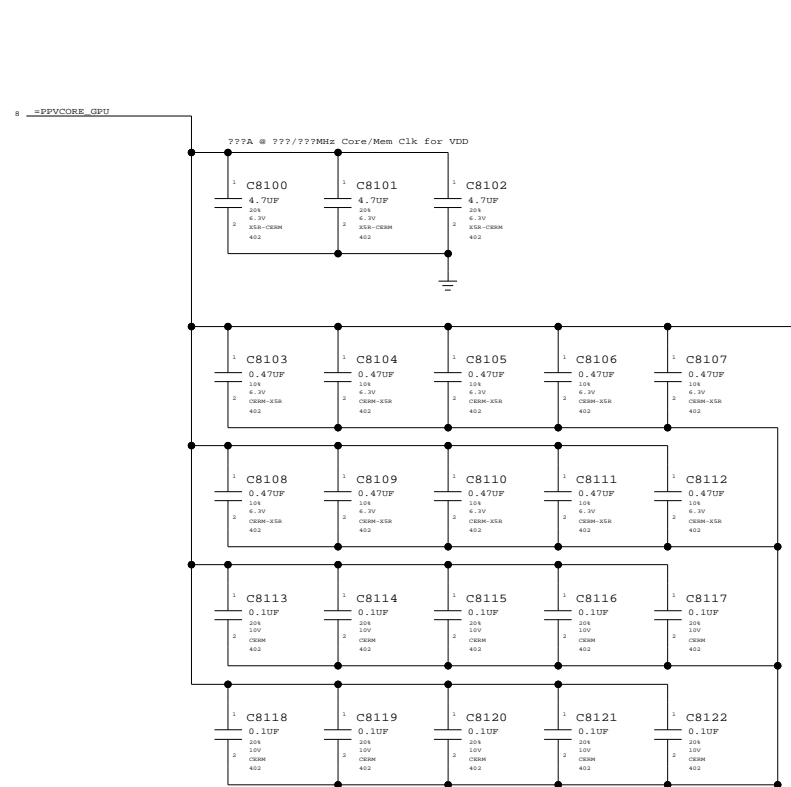 8 =PPVCORE_GPU
???A @ ???/???MHz Core/Mem Clk for VDD
1 C8100 1 C8101 1 C8102
4.7UF 4.7UF 4.7UF
20% 20% 20%
6.3V 6.3V 6.3V
2 X5R-CERM 2 X5R-CERM 2 X5R-CERM
402 402 402
1 C8103 1 C8104 1 C8105 1 C8106 1 C8107
0.47UF 0.47UF 0.47UF 0.47UF 0.47UF
10% 10% 10% 10% 10%
6.3V 6.3V 6.3V 6.3V 6.3V
2 CERM-X5R 2 CERM-X5R 2 CERM-X5R 2 CERM-X5R 2 CERM-X5R
402 402 402 402 402
1 C8108 1 C8109 1 C8110 1 C8111 1 C8112
0.47UF 0.47UF 0.47UF 0.47UF 0.47UF
10% 10% 10% 10% 10%
6.3V 6.3V 6.3V 6.3V 6.3V
2 CERM-X5R 2 CERM-X5R 2 CERM-X5R 2 CERM-X5R 2 CERM-X5R
402 402 402 402 402
1 C8113 1 C8114 1 C8115 1 C8116 1 C8117
0.1UF 0.1UF 0.1UF 0.1UF 0.1UF
20% 20% 20% 20% 20%
10V 10V 10V 10V 10V
2 CERM 2 CERM 2 CERM 2 CERM 2 CERM
402 402 402 402 402
1 C8118 1 C8119 1 C8120 1 C8121 1 C8122
0.1UF 0.1UF 0.1UF 0.1UF 0.1UF
20% 20% 20% 20% 20%
10V 10V 10V 10V 10V
2 CERM 2 CERM 2 CERM 2 CERM 2 CERM
402 402 402 402 402